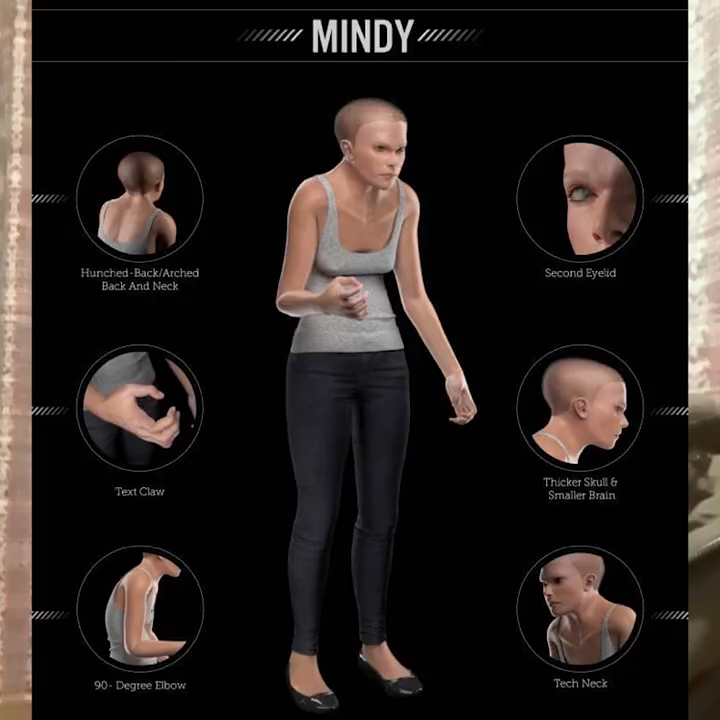 MINDY
Hunched-Back/Arched
Back And Neck
Second Eyelid
Text Claw
Thicker Skull &
Smaller Brain
90- Degree Elbow
Tech Neck